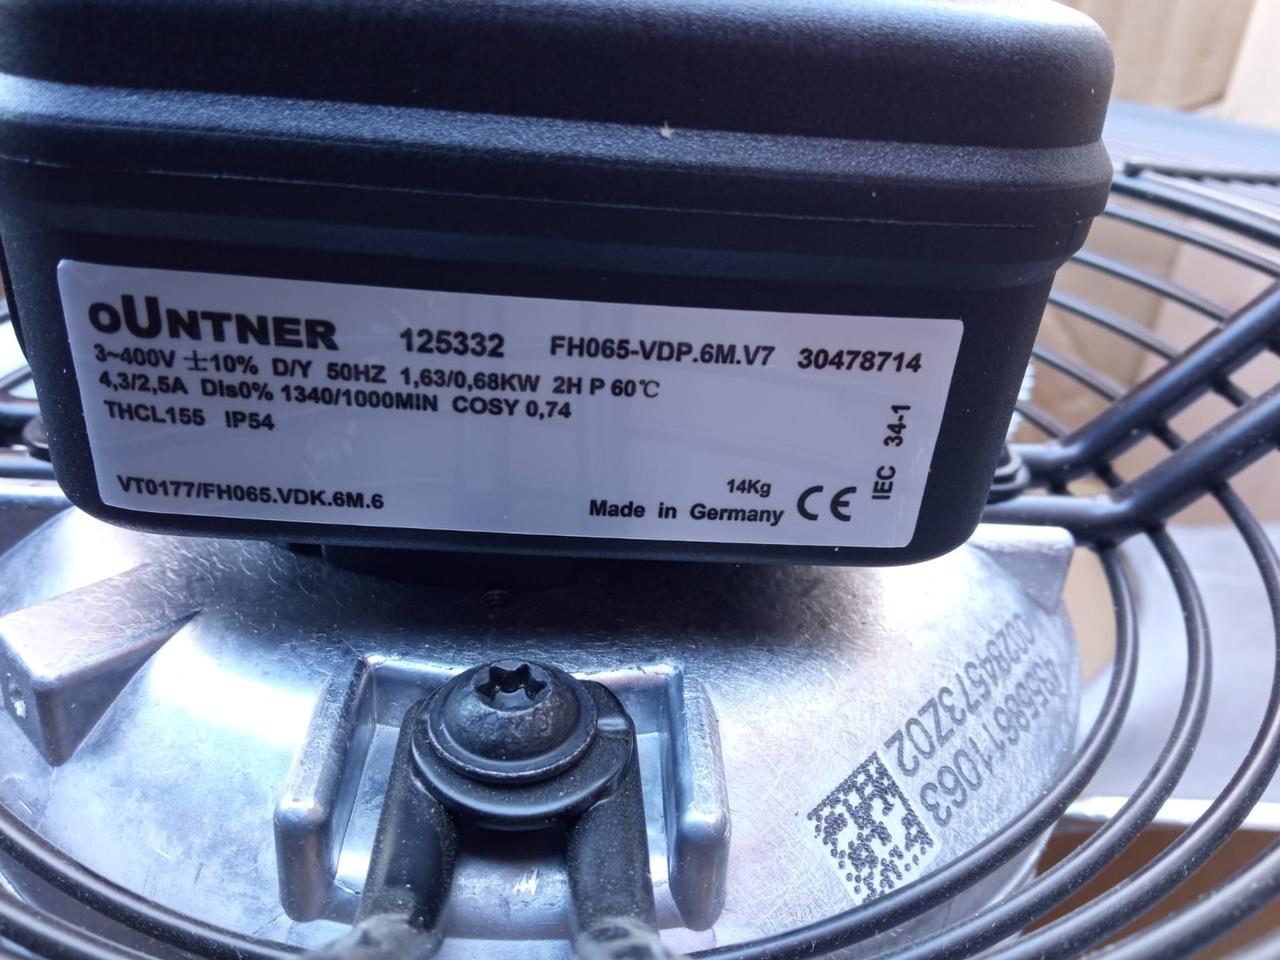 oUNTNER 125332 FH065-VDP.6M.V7 30478714
3~400V ±10% D/Y 50HZ 1,63/0,68KW 2H P 60℃
4,3/2,5A DIs0% 1340/1000MIN COSY 0,74
THCL155 IP54
IEC 34-1
VT0177/FH065.VDK.6M.6
14Kg
Made in Germany CE
00284573Z02